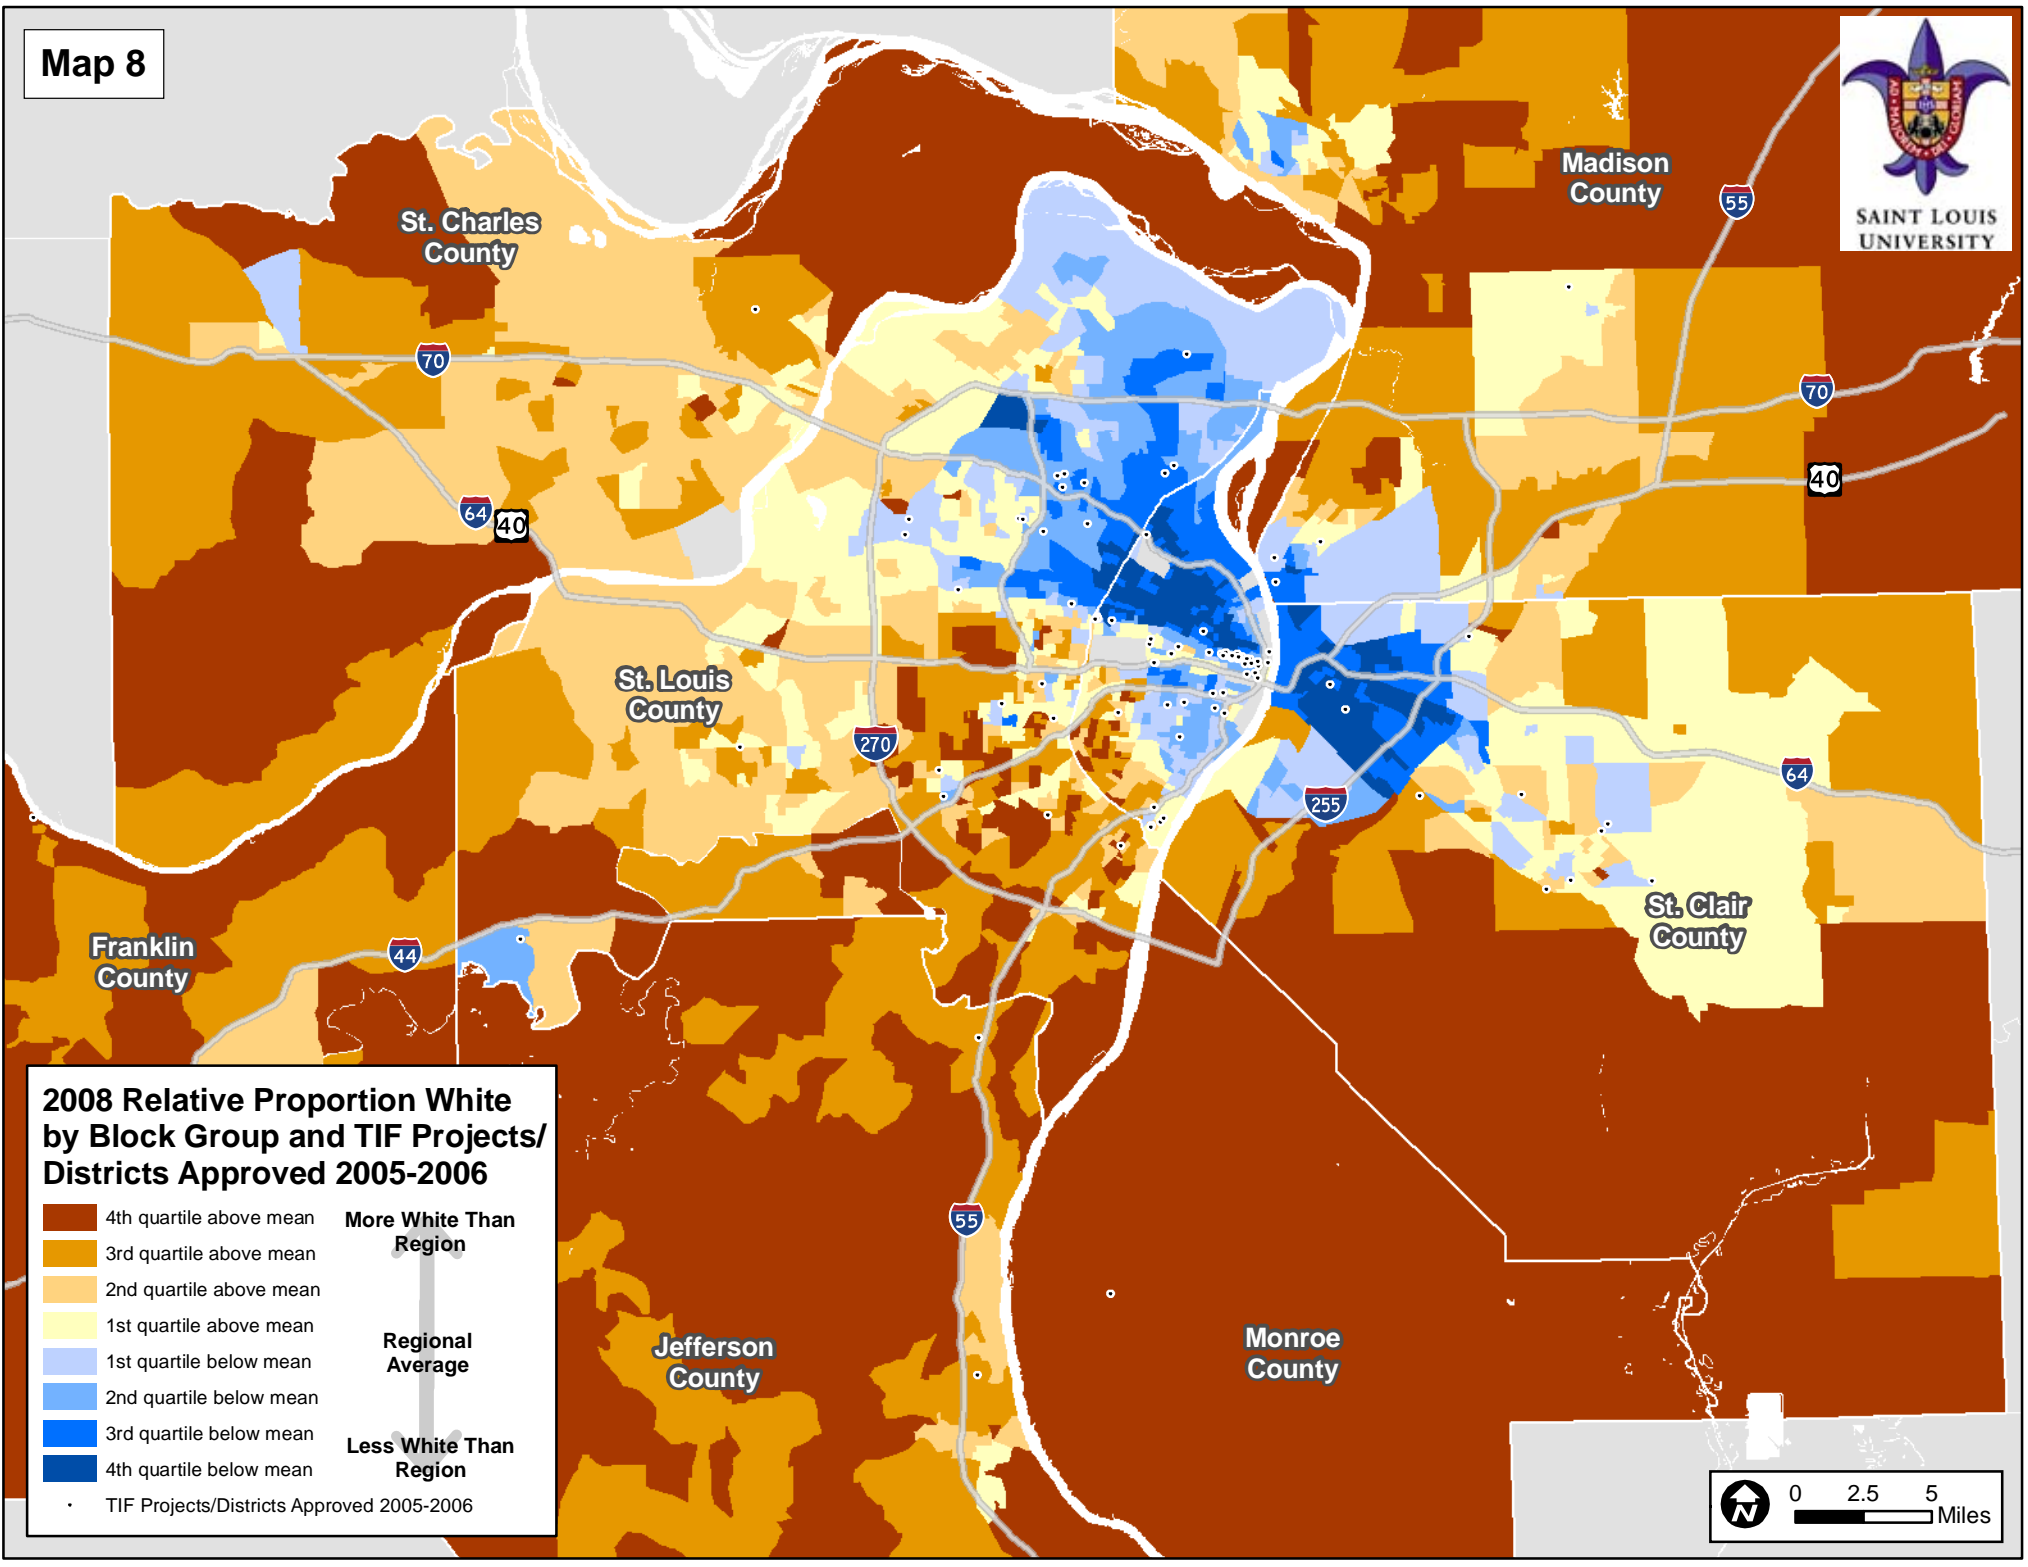 Map 8
Madison
County
55
AD • MAJOREM • DEI • GLORIAM
IHS
SAINT LOUIS
UNIVERSITY
St. Charles
County
70
70
64
40
40
St. Louis
County
270
64
255
St. Clair
County
Franklin
County
44
2008 Relative Proportion White
by Block Group and TIF Projects/
Districts Approved 2005-2006
4th quartile above mean
3rd quartile above mean
2nd quartile above mean
1st quartile above mean
1st quartile below mean
2nd quartile below mean
3rd quartile below mean
4th quartile below mean
TIF Projects/Districts Approved 2005-2006
More White Than
Region
Regional
Average
Less White Than
Region
55
Jefferson
County
Monroe
County
N
0 2.5 5
Miles